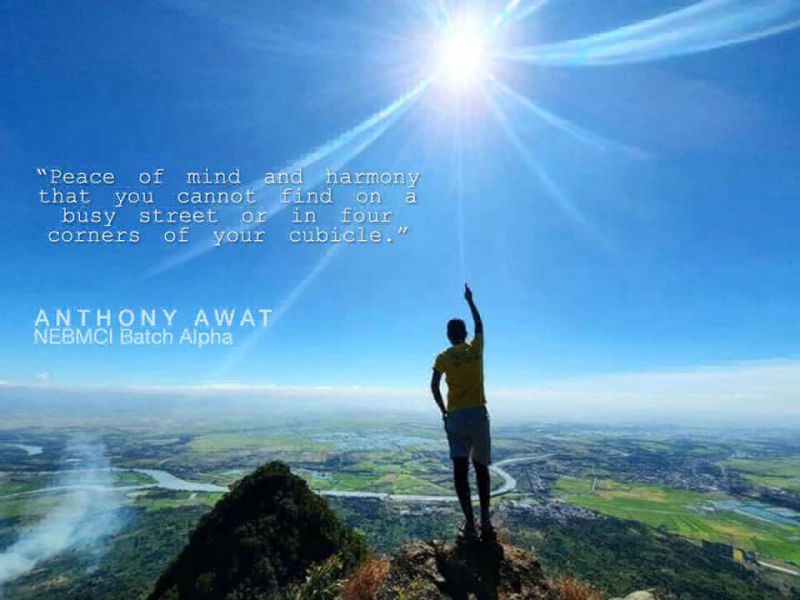 “Peace of mind and harmony
that you cannot find on a
busy street or in four
corners of your cubicle.”
ANTHONY AWAT
NEBMCI Batch Alpha